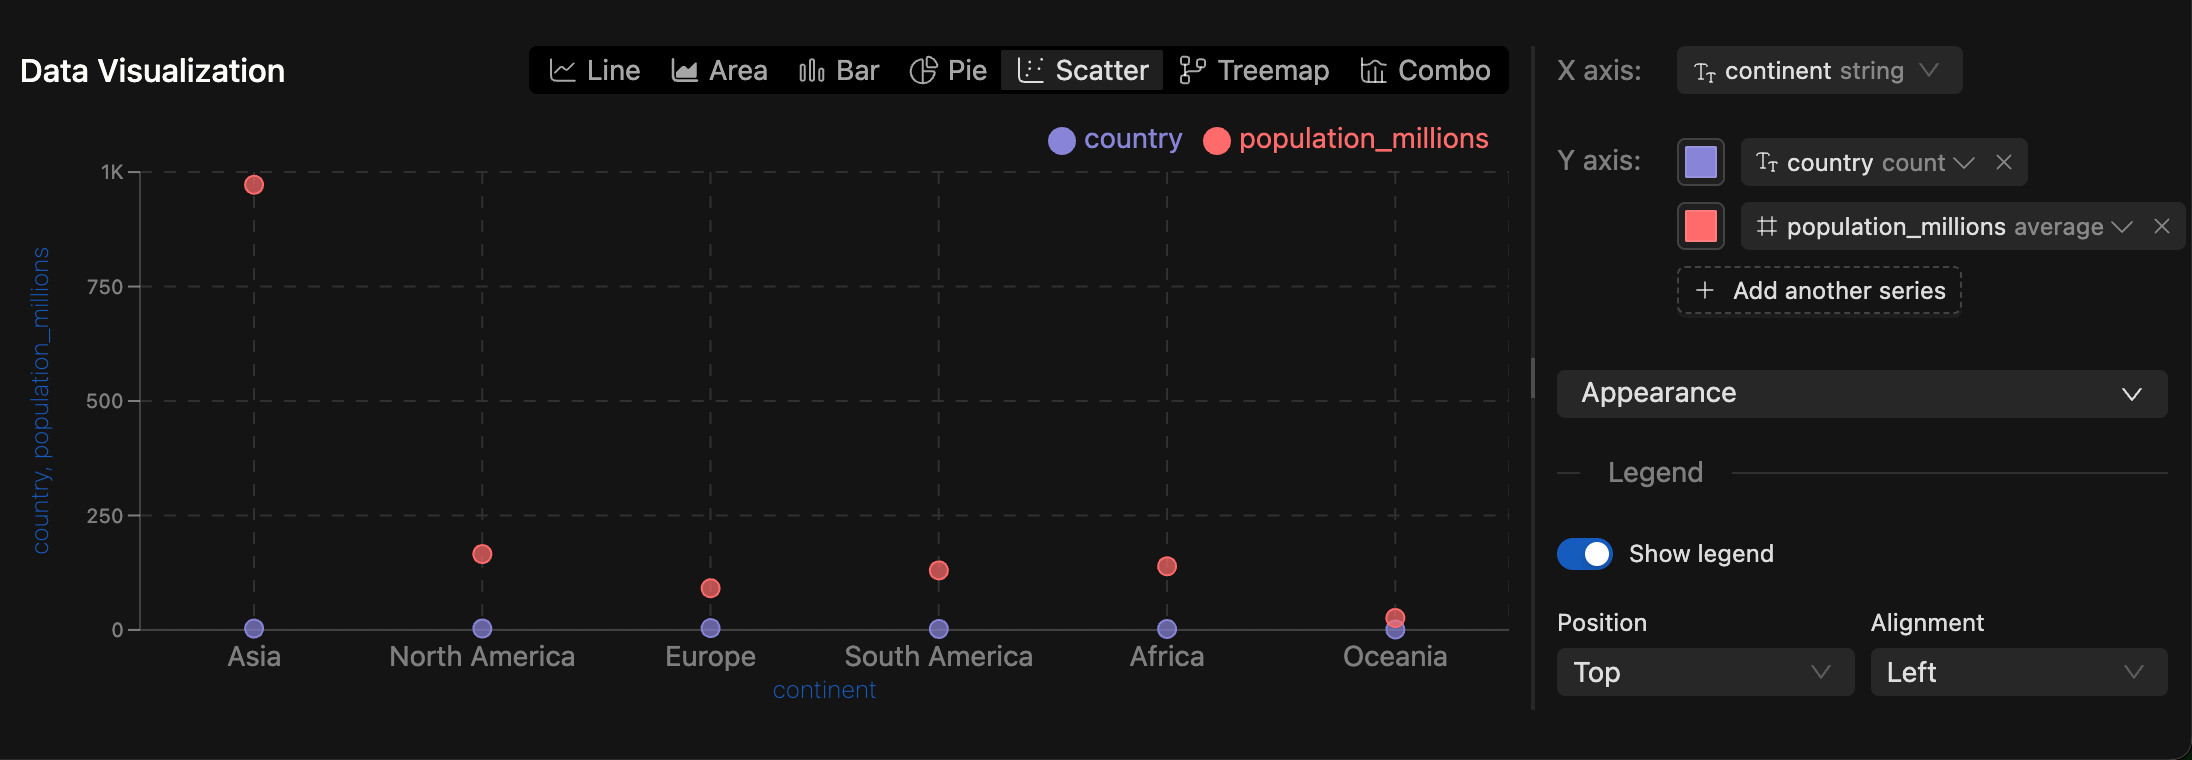 Data Visualization
Line Area Bar Pie Scatter Treemap Combo
country population_millions
1K
750
500
250
0
country, population_millions
Asia North America Europe South America Africa Oceania
continent
X axis: continent string
Y axis: country count
population_millions average
+ Add another series
Appearance
Legend
Show legend
Position Alignment
Top Left